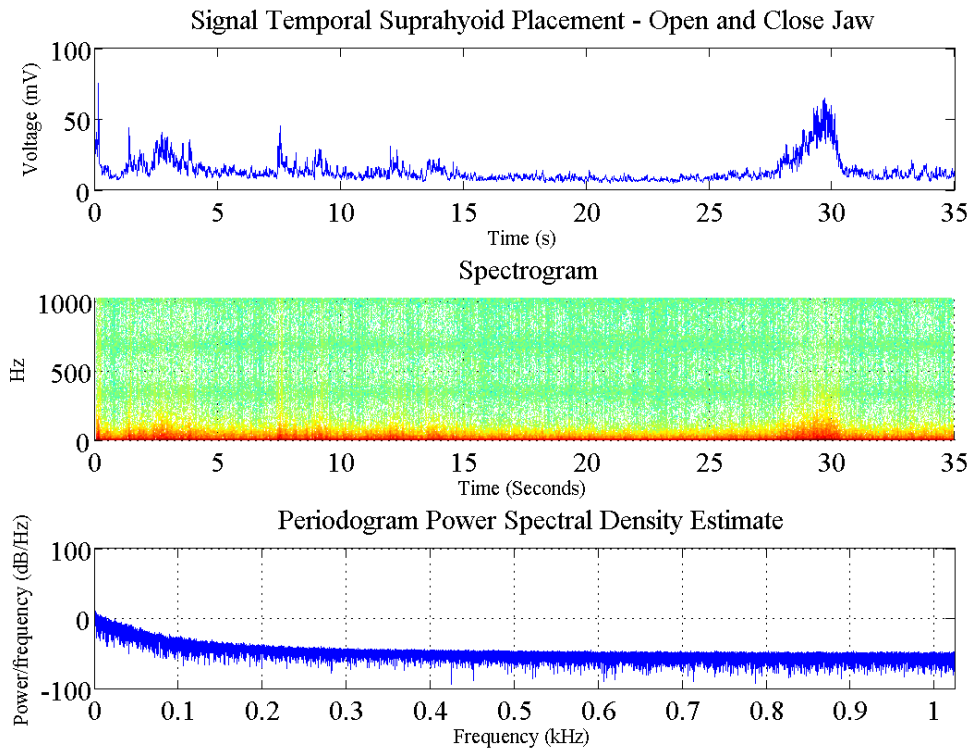 Signal Temporal Suprahyoid Placement - Open and Close Jaw
Voltage (mV)
100
50
0
0 5 10 15 20 25 30 35
Time (s)
Spectrogram
Hz
1000
500
0
0 5 10 15 20 25 30 35
Time (Seconds)
Periodogram Power Spectral Density Estimate
Power/frequency (dB/Hz)
100
0
-100
0 0.1 0.2 0.3 0.4 0.5 0.6 0.7 0.8 0.9 1
Frequency (kHz)